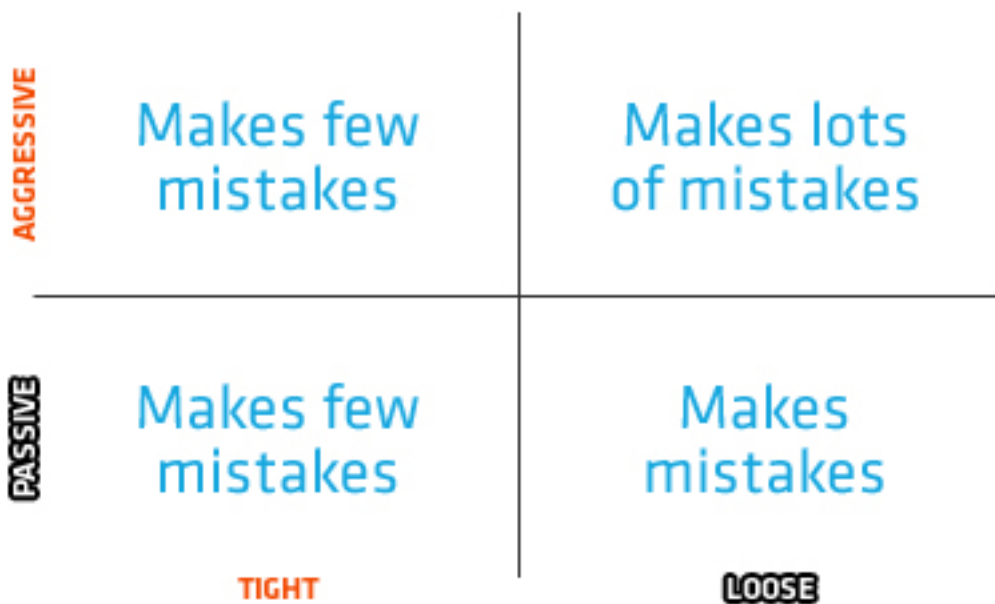 AGGRESSIVE
Makes few
mistakes
Makes lots
of mistakes
PASSIVE
Makes few
mistakes
Makes
mistakes
TIGHT
LOOSE